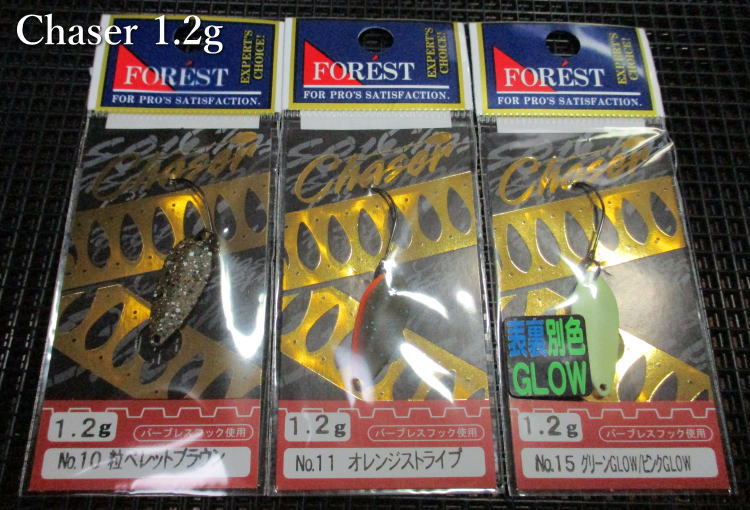 Chaser 1.2g
FORÉST
EXPERT'S CHOICE!
FOR PRO'S SATISFACTION.
Chaser
1.2g
バーブレスフック使用
No.10 粒ペレットブラウン
FORÉST
EXPERT'S CHOICE!
FOR PRO'S SATISFACTION.
Chaser
1.2g
バーブレスフック使用
No.11 オレンジストライプ
FORÉST
EXPERT'S CHOICE!
FOR PRO'S SATISFACTION.
Chaser
表裏別色
GLOW
1.2g
バーブレスフック使用
No.15 グリーンGLOW/ピンクGLOW